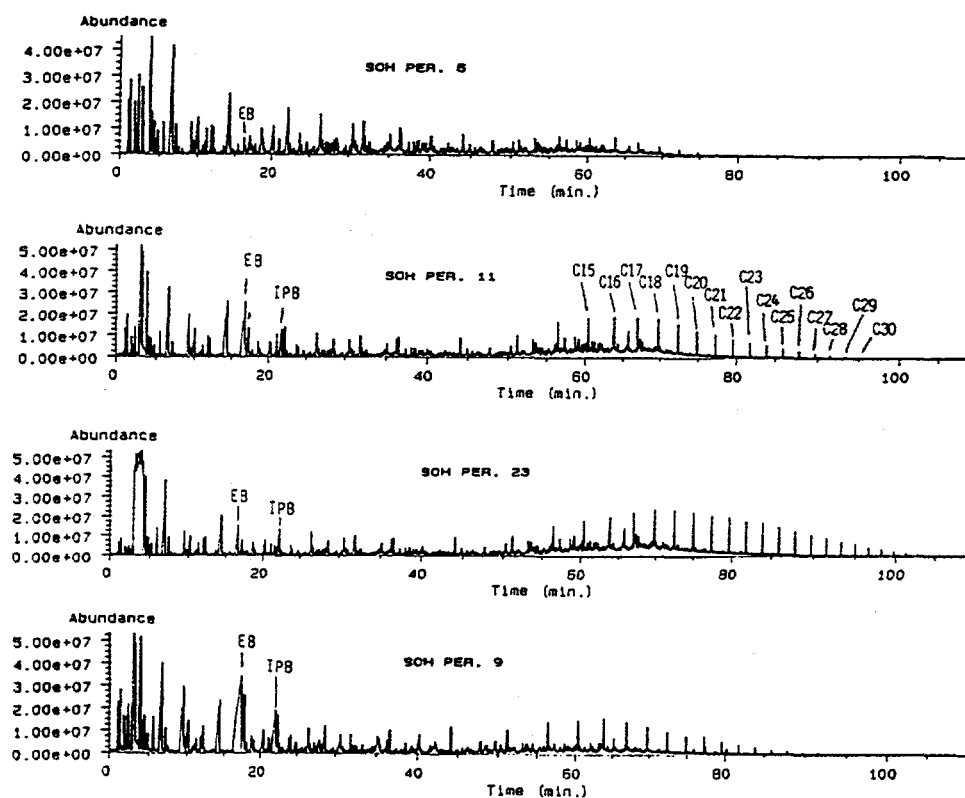 Abundance
4.00e+07
SOH PER. 5
3.00e+07
2.00e+07
EB
1.00e+07
0.00e+00
0 20 40 60 80 100
Time (min.)
Abundance
5.00e+07
EB
SOH PER. 11
4.00e+07
IPB
C15 C16 C17 C18 C19 C20 C21 C22 C23 C24 C25 C26 C27 C28 C29 C30
3.00e+07
2.00e+07
1.00e+07
0.00e+00
0 20 40 60 80 100
Time (min.)
Abundance
5.00e+07
SOH PER. 23
4.00e+07
EB
3.00e+07
IPB
2.00e+07
1.00e+07
0.00e+00
0 20 40 60 80 100
Time (min.)
Abundance
5.00e+07
EB
SOH PER. 9
4.00e+07
IPB
3.00e+07
2.00e+07
1.00e+07
0.00e+00
0 20 40 60 80 100
Time (min.)